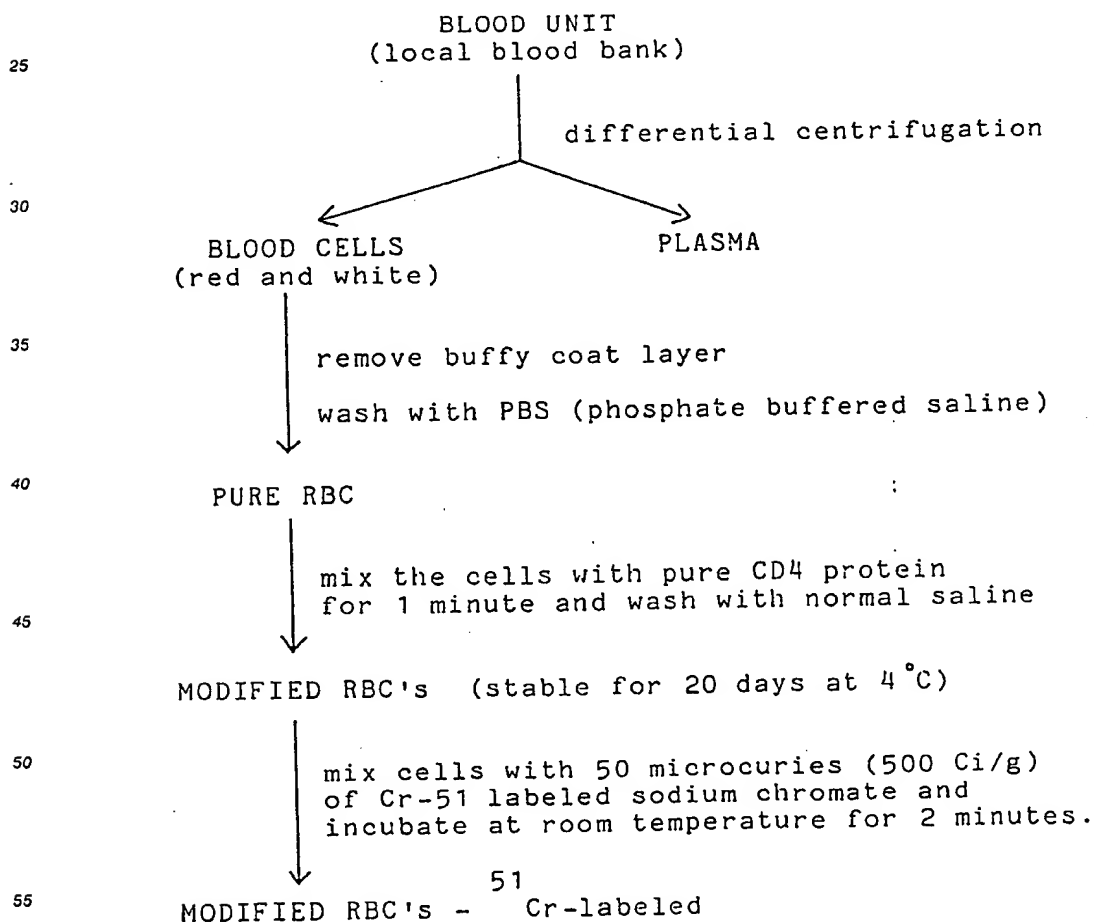 BLOOD UNIT
(local blood bank)
25
differential centrifugation
30
BLOOD CELLS PLASMA
(red and white)
35
remove buffy coat layer
wash with PBS (phosphate buffered saline)
40
PURE RBC
mix the cells with pure CD4 protein
for 1 minute and wash with normal saline
45
MODIFIED RBC's (stable for 20 days at 4°C)
50
mix cells with 50 microcuries (500 Ci/g)
of Cr-51 labeled sodium chromate and
incubate at room temperature for 2 minutes.
55
MODIFIED RBC's - ⁵¹Cr-labeled